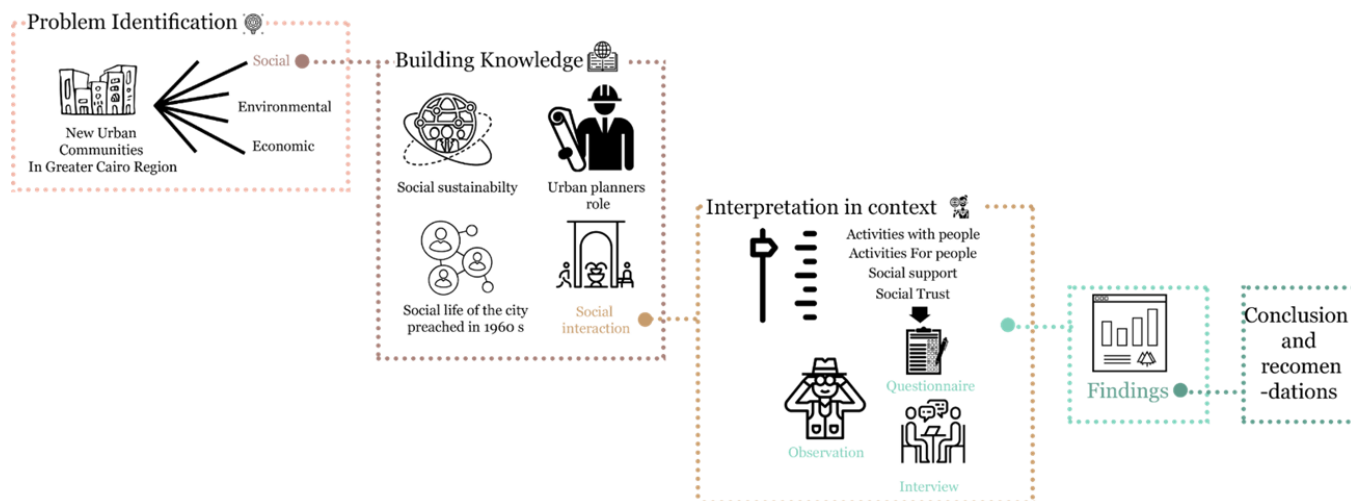 Problem Identification
Social
Environmental
Economic
New Urban
Communities
In Greater Cairo Region
Building Knowledge
Social sustainabilty
Urban planners
role
Social life of the city
preached in 1960 s
Social
interaction
Interpretation in context
Activities with people
Activities For people
Social support
Social Trust
Questionnaire
Observation
Interview
Findings
Conclusion
and
recomen
-dations